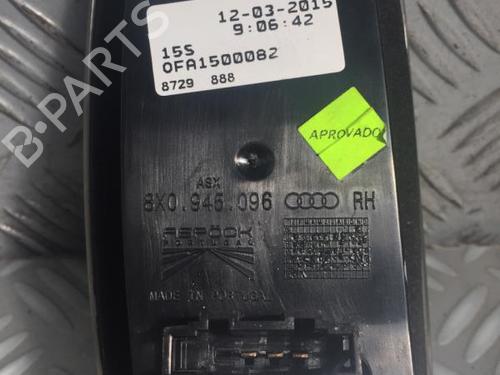 12-03-2015
9:06:42
15S
OFA1500082
8729 888
APROVADO
ASX
8X0.945.096 RH
ASPÖCK
PORTUGAL
MADE IN PORTUGAL
B-PARTS